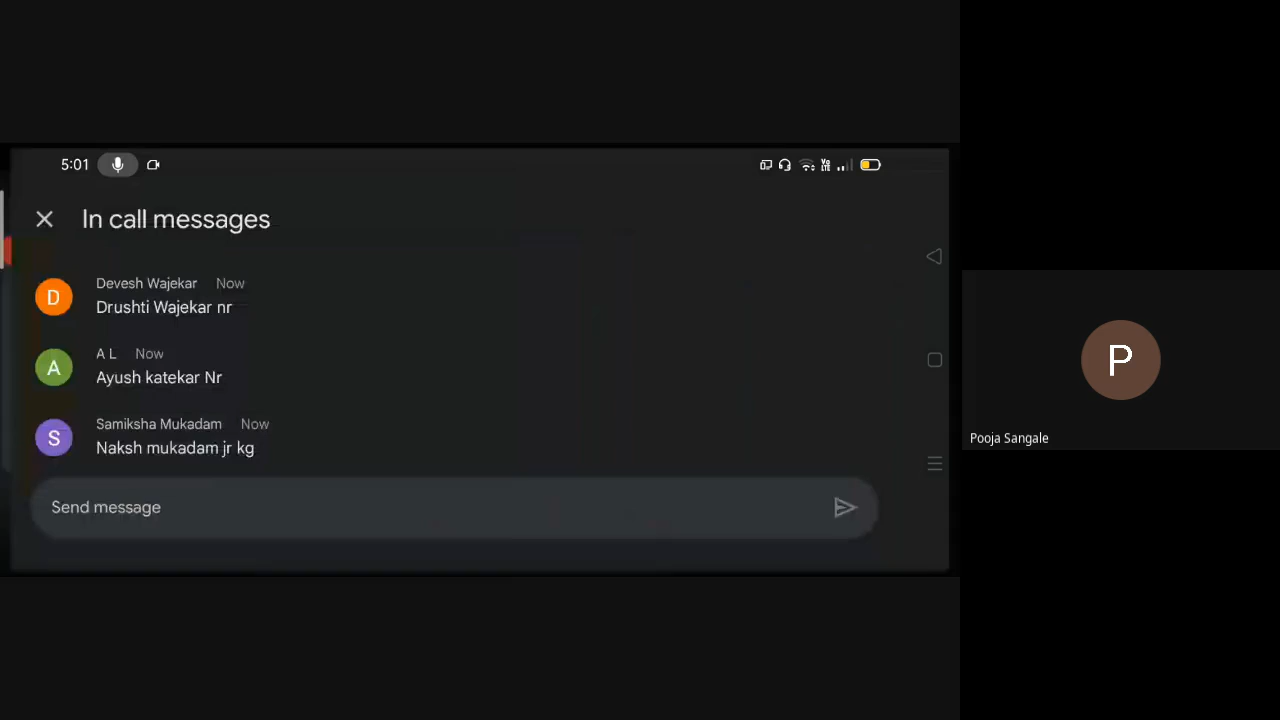 5:01
In call messages
D
Devesh Wajekar Now
Drushti Wajekar nr
A
A L Now
Ayush katekar Nr
S
Samiksha Mukadam Now
Naksh mukadam jr kg
Send message
P
Pooja Sangale